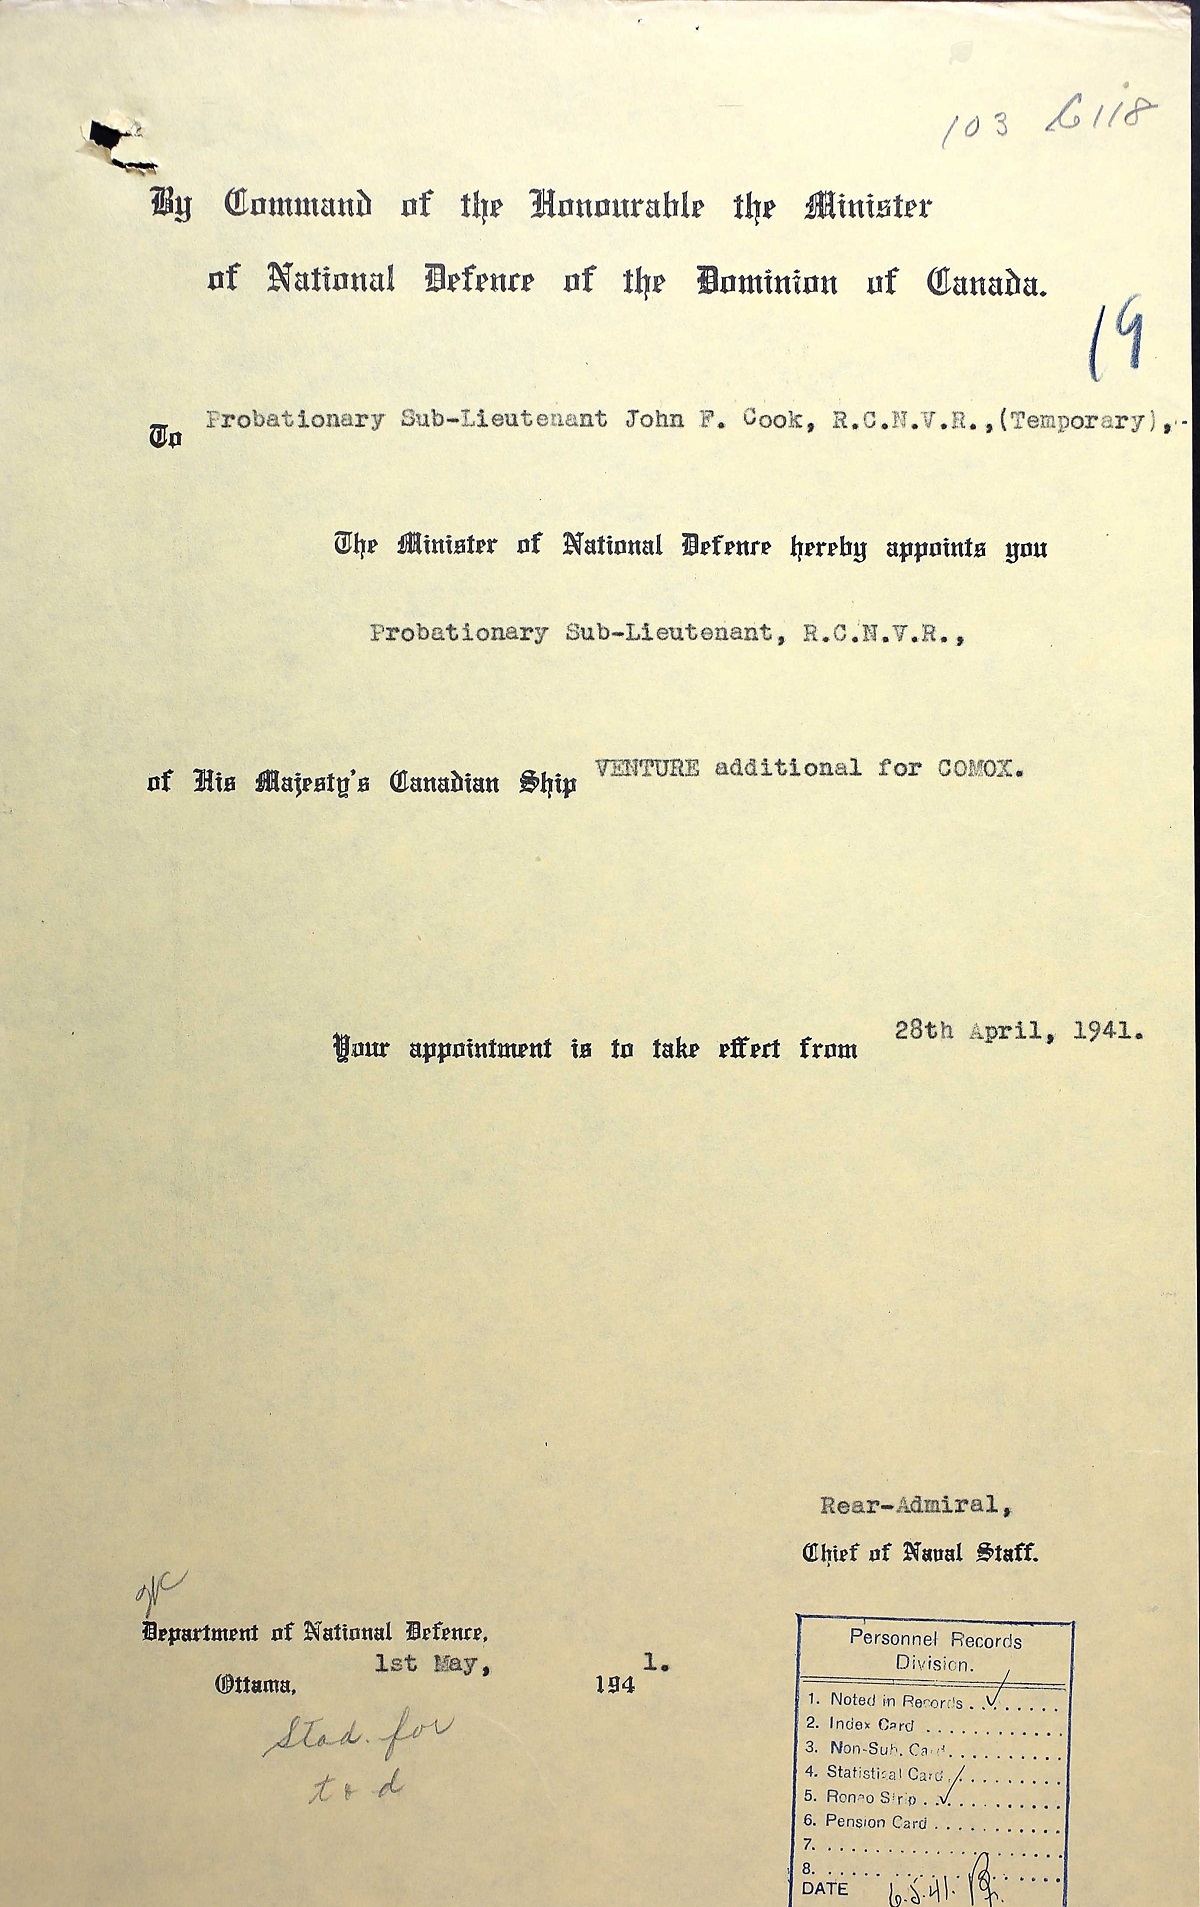 103 G118
By Command of the Honourable the Minister
of National Defence of the Dominion of Canada.
19
To Probationary Sub-Lieutenant John F. Cook, R.C.N.V.R.,(Temporary),--
The Minister of National Defence hereby appoints you
Probationary Sub-Lieutenant, R.C.N.V.R.,
of His Majesty's Canadian Ship VENTURE additional for COMOX.
Your appointment is to take effect from 28th April, 1941.
Rear-Admiral,
Chief of Naval Staff.
Department of National Defence,
Ottawa, 1st May, 1941.
Stad. for
t & d
Personnel Records
Division.
1. Noted in Records . ✓ . . . . . .
2. Index Card . . . . . . . . . . . .
3. Non-Sub. Card. . . . . . . . . . .
4. Statistical Card ✓ . . . . . . . .
5. Roneo Strip . ✓ . . . . . . . . .
6. Pension Card . . . . . . . . . . .
7. . . . . . . . . . . . . . . . . . . . .
8. . . . . . . . . . . . . . . . . . . . .
DATE 6.5.41.